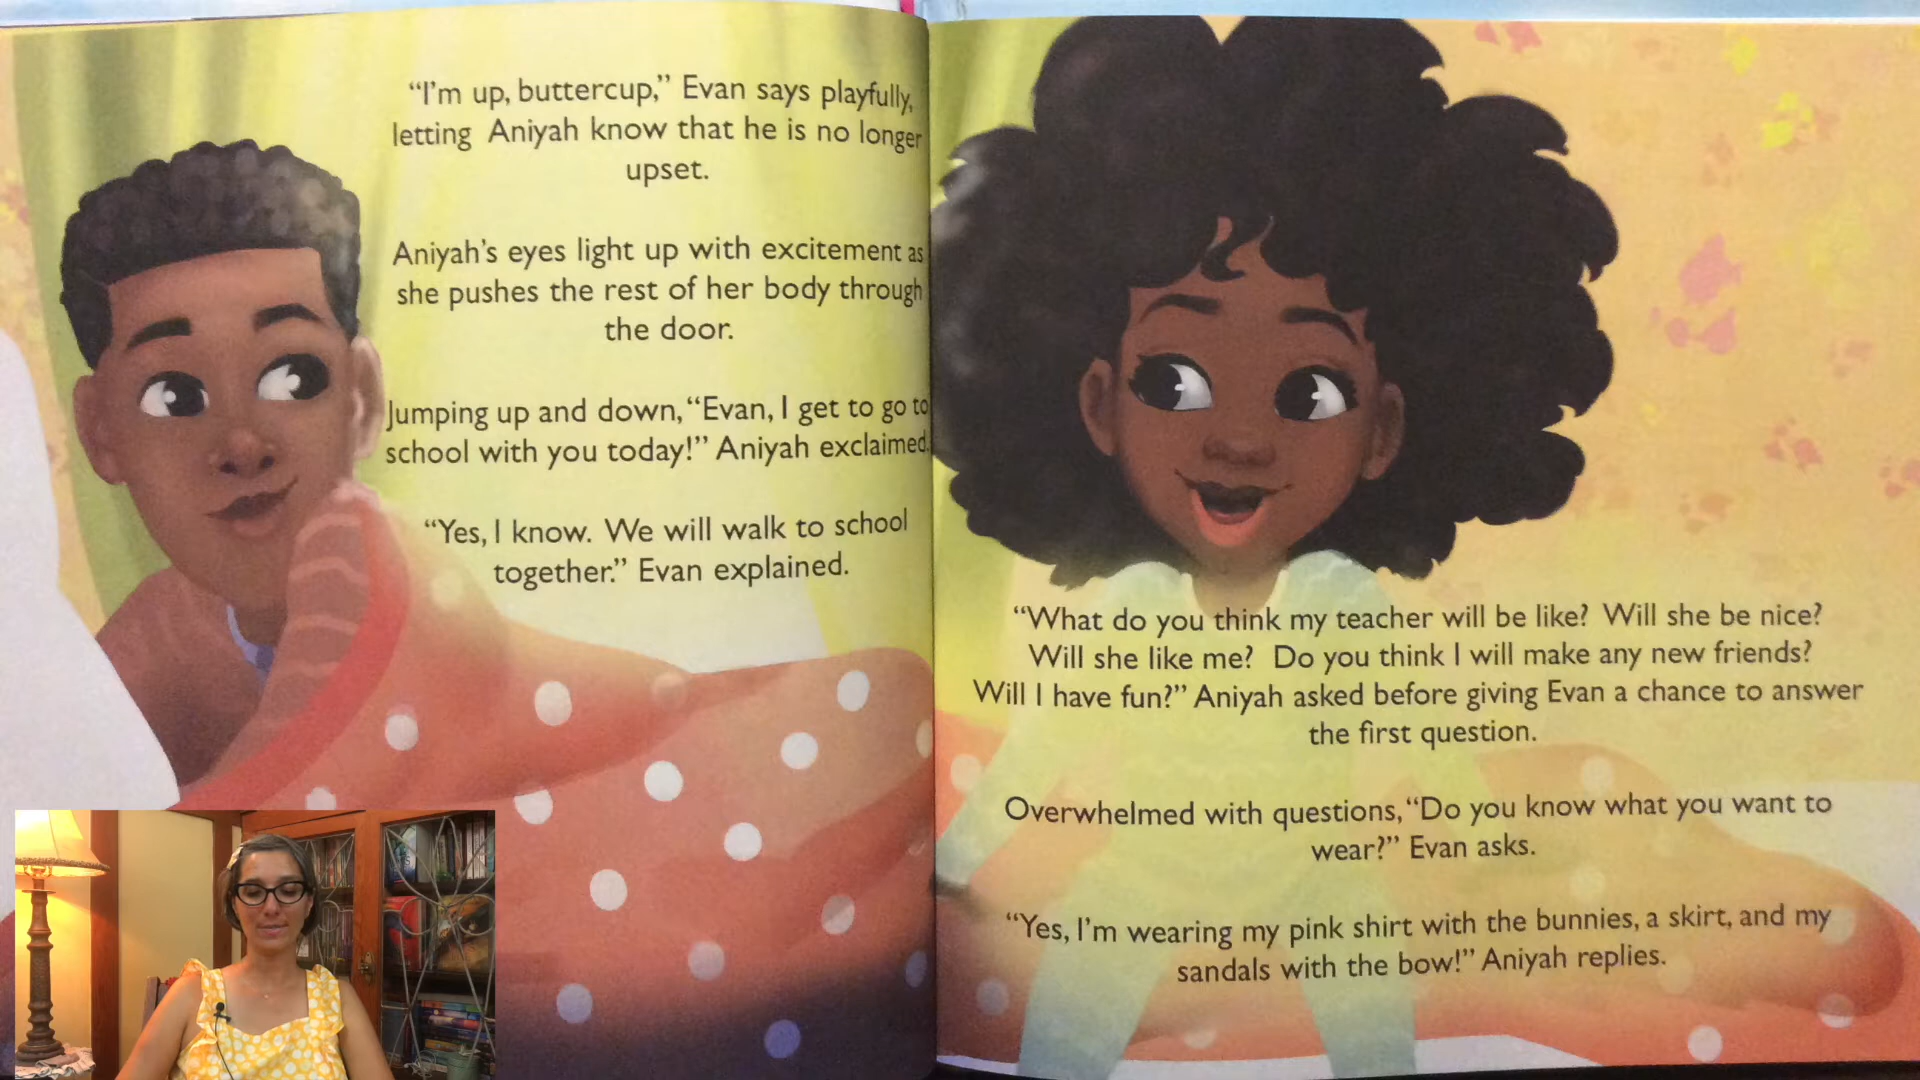 “I’m up, buttercup,” Evan says playfully,
letting Aniyah know that he is no longer
upset.
Aniyah’s eyes light up with excitement as
she pushes the rest of her body through
the door.
Jumping up and down, “Evan, I get to go to
school with you today!” Aniyah exclaimed.
“Yes, I know. We will walk to school
together.” Evan explained.
“What do you think my teacher will be like? Will she be nice?
Will she like me? Do you think I will make any new friends?
Will I have fun?” Aniyah asked before giving Evan a chance to answer
the first question.
Overwhelmed with questions, “Do you know what you want to
wear?” Evan asks.
“Yes, I’m wearing my pink shirt with the bunnies, a skirt, and my
sandals with the bow!” Aniyah replies.